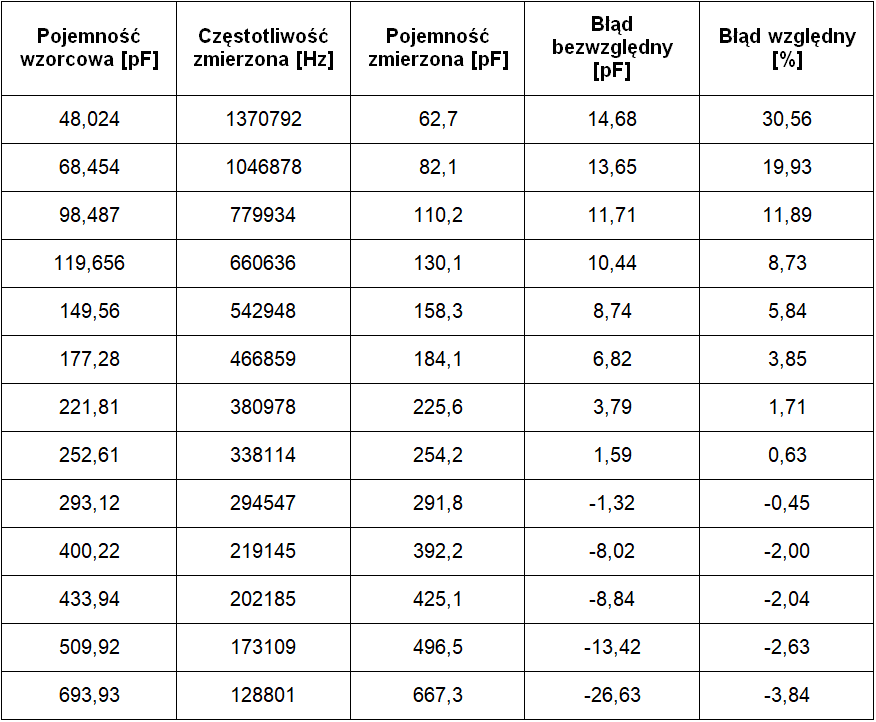 Pojemność wzorcowa [pF] Częstotliwość zmierzona [Hz] Pojemność zmierzona [pF] Błąd bezwzględny [pF] Błąd względny [%]
48,024 1370792 62,7 14,68 30,56
68,454 1046878 82,1 13,65 19,93
98,487 779934 110,2 11,71 11,89
119,656 660636 130,1 10,44 8,73
149,56 542948 158,3 8,74 5,84
177,28 466859 184,1 6,82 3,85
221,81 380978 225,6 3,79 1,71
252,61 338114 254,2 1,59 0,63
293,12 294547 291,8 -1,32 -0,45
400,22 219145 392,2 -8,02 -2,00
433,94 202185 425,1 -8,84 -2,04
509,92 173109 496,5 -13,42 -2,63
693,93 128801 667,3 -26,63 -3,84